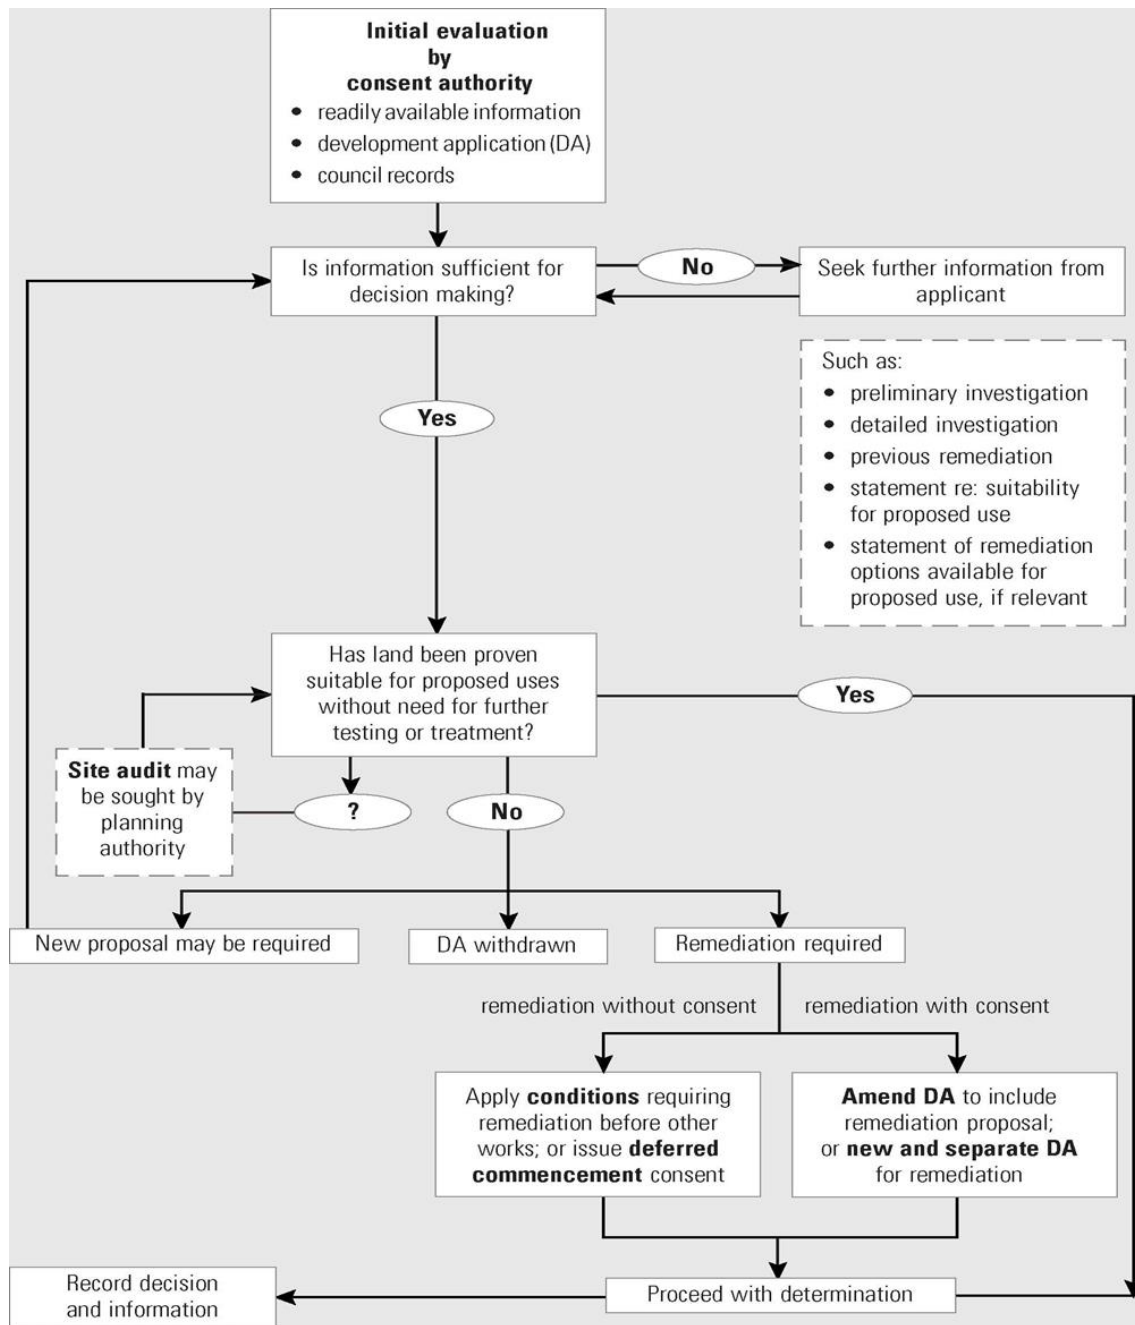 Initial evaluation
by
consent authority
• readily available information
• development application (DA)
• council records
Is information sufficient for
decision making?
No
Seek further information from
applicant
Such as:
• preliminary investigation
• detailed investigation
• previous remediation
• statement re: suitability
for proposed use
• statement of remediation
options available for
proposed use, if relevant
Yes
Has land been proven
suitable for proposed uses
without need for further
testing or treatment?
Yes
Site audit may
be sought by
planning
authority
?
No
New proposal may be required
DA withdrawn
Remediation required
remediation without consent
remediation with consent
Apply conditions requiring
remediation before other
works; or issue deferred
commencement consent
Amend DA to include
remediation proposal;
or new and separate DA
for remediation
Proceed with determination
Record decision
and information